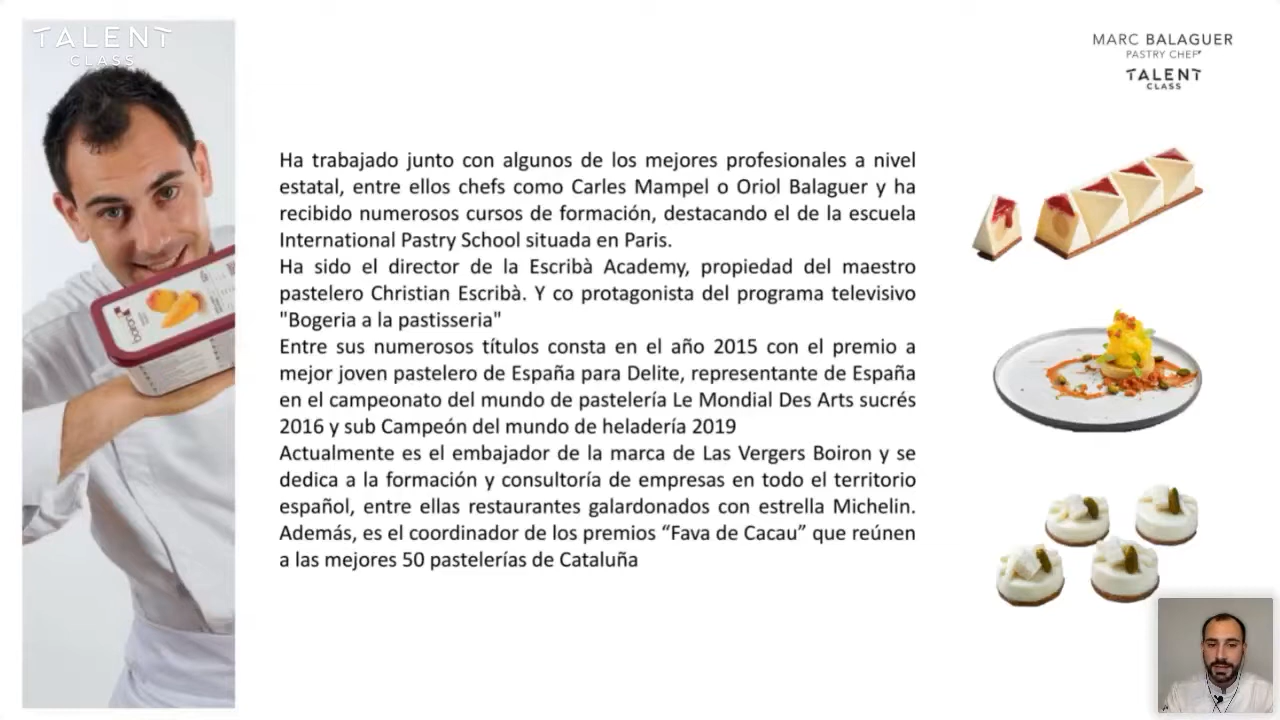 TALENT
CLASS
MARC BALAGUER
PASTRY CHEF
TALENT
CLASS
Ha trabajado junto con algunos de los mejores profesionales a nivel
estatal, entre ellos chefs como Carles Mampel o Oriol Balaguer y ha
recibido numerosos cursos de formación, destacando el de la escuela
International Pastry School situada en Paris.
Ha sido el director de la Escribà Academy, propiedad del maestro
pastelero Christian Escribà. Y co protagonista del programa televisivo
"Bogeria a la pastisseria"
Entre sus numerosos títulos consta en el año 2015 con el premio a
mejor joven pastelero de España para Delite, representante de España
en el campeonato del mundo de pastelería Le Mondial Des Arts sucrés
2016 y sub Campeón del mundo de heladería 2019
Actualmente es el embajador de la marca de Las Vergers Boiron y se
dedica a la formación y consultoría de empresas en todo el territorio
español, entre ellas restaurantes galardonados con estrella Michelin.
Además, es el coordinador de los premios “Fava de Cacau” que reúnen
a las mejores 50 pastelerías de Cataluña
boiron